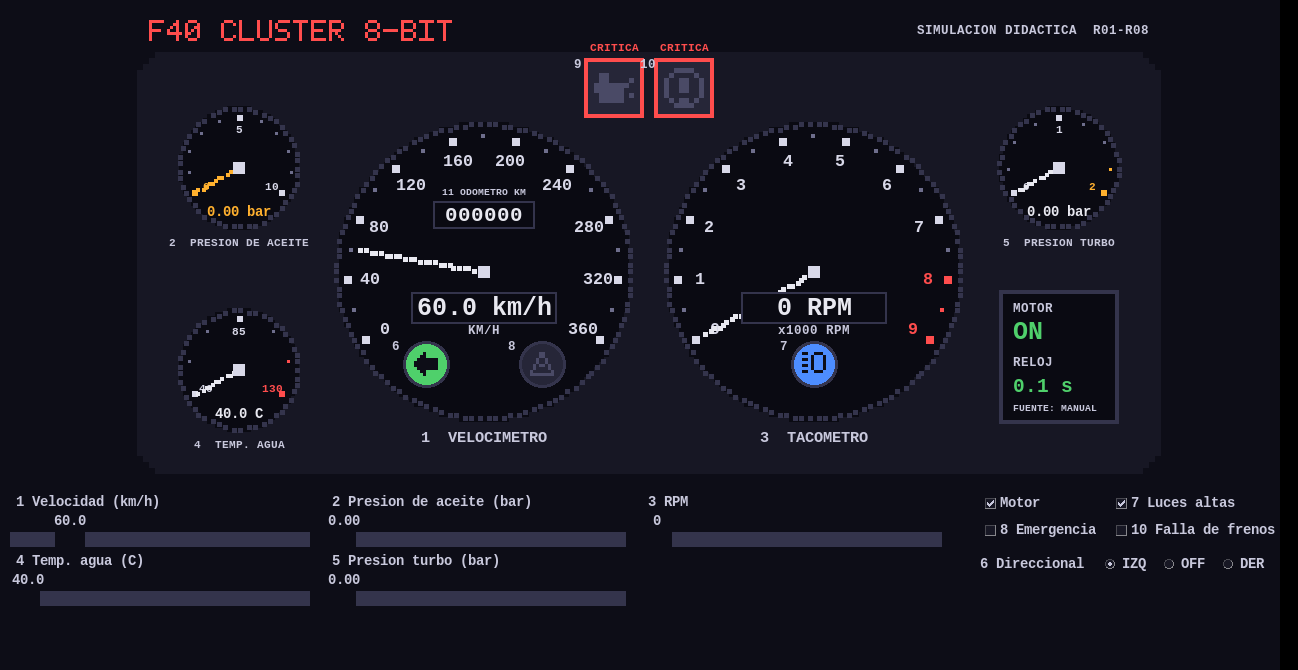 F40 CLUSTER 8-BIT
SIMULACION DIDACTICA R01-R08
CRITICA CRITICA
9 10
5
10
0.00 bar
2 PRESION DE ACEITE
85
40
130
40.0 C
4 TEMP. AGUA
0 40 80 120 160 200 240 280 320 360
11 ODOMETRO KM
000000
60.0 km/h
KM/H
6 8
1 VELOCIMETRO
0 1 2 3 4 5 6 7 8 9
0 RPM
x1000 RPM
7
3 TACOMETRO
1
2
0.00 bar
5 PRESION TURBO
MOTOR
ON
RELOJ
0.1 s
FUENTE: MANUAL
1 Velocidad (km/h)
60.0
2 Presion de aceite (bar)
0.00
3 RPM
0
4 Temp. agua (C)
40.0
5 Presion turbo (bar)
0.00
Motor 7 Luces altas
8 Emergencia 10 Falla de frenos
6 Direccional IZQ OFF DER